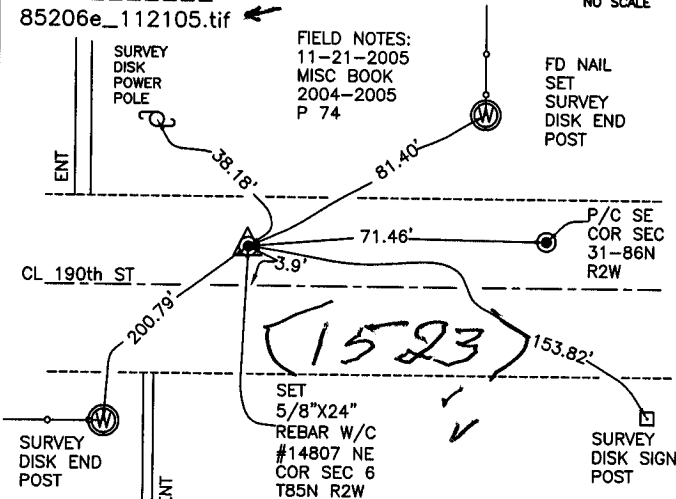 NO SCALE
85206e_112105.tif
SURVEY
DISK
POWER
POLE
FIELD NOTES:
11-21-2005
MISC BOOK
2004-2005
P 74
FD NAIL
SET
SURVEY
DISK END
POST
W
ENT
38.18'
81.40'
71.46'
P/C SE
COR SEC
31-86N
R2W
3.9'
CL 190th ST
200.79'
(1523)
153.82'
SET
5/8"X24"
REBAR W/C
#14807 NE
COR SEC 6
T85N R2W
W
SURVEY
DISK END
POST
ENT
SURVEY
DISK SIGN
POST